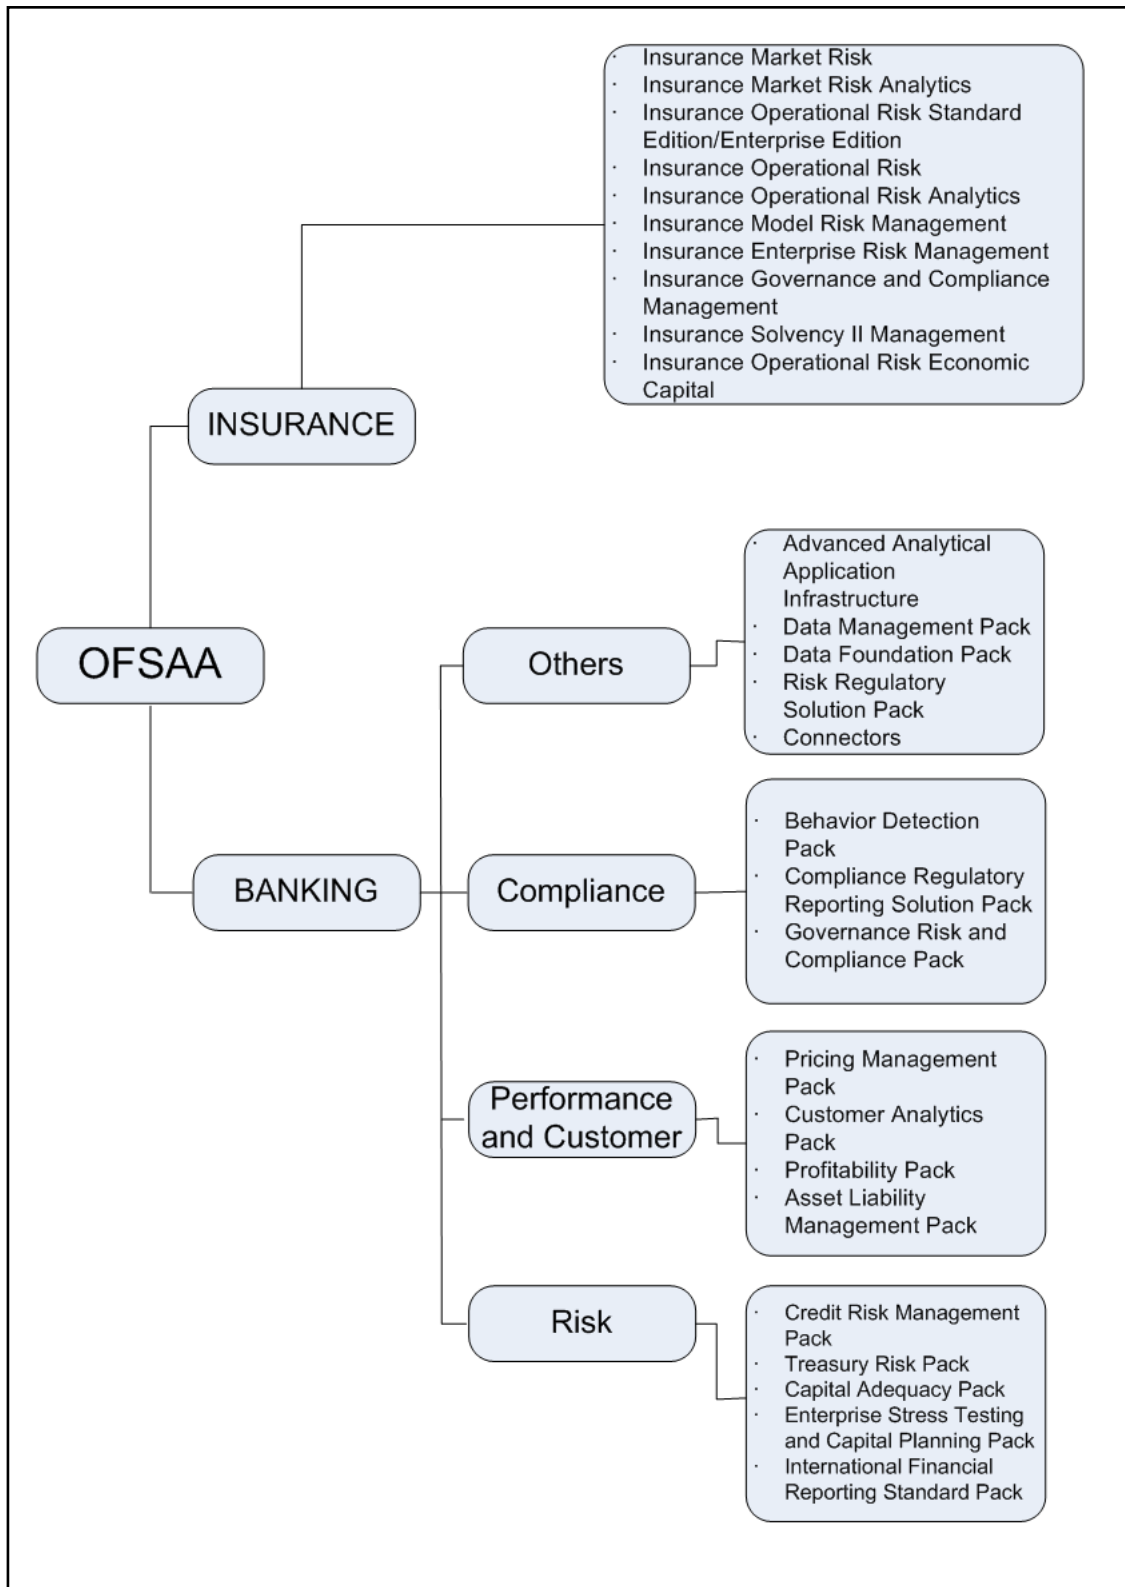 · Insurance Market Risk
· Insurance Market Risk Analytics
· Insurance Operational Risk Standard
Edition/Enterprise Edition
· Insurance Operational Risk
· Insurance Operational Risk Analytics
· Insurance Model Risk Management
· Insurance Enterprise Risk Management
· Insurance Governance and Compliance
Management
· Insurance Solvency II Management
· Insurance Operational Risk Economic
Capital
INSURANCE
OFSAA
BANKING
Others
· Advanced Analytical
Application
Infrastructure
· Data Management Pack
· Data Foundation Pack
· Risk Regulatory
Solution Pack
· Connectors
Compliance
· Behavior Detection
Pack
· Compliance Regulatory
Reporting Solution Pack
· Governance Risk and
Compliance Pack
Performance
and Customer
· Pricing Management
Pack
· Customer Analytics
Pack
· Profitability Pack
· Asset Liability
Management Pack
Risk
· Credit Risk Management
Pack
· Treasury Risk Pack
· Capital Adequacy Pack
· Enterprise Stress Testing
and Capital Planning Pack
· International Financial
Reporting Standard Pack